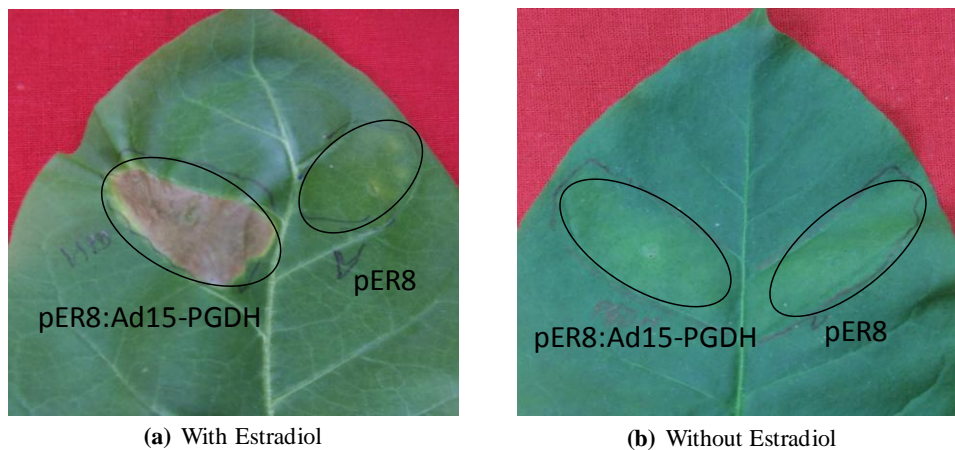 pER8:Ad15-PGDH
pER8
pER8:Ad15-PGDH
pER8
(a) With Estradiol
(b) Without Estradiol